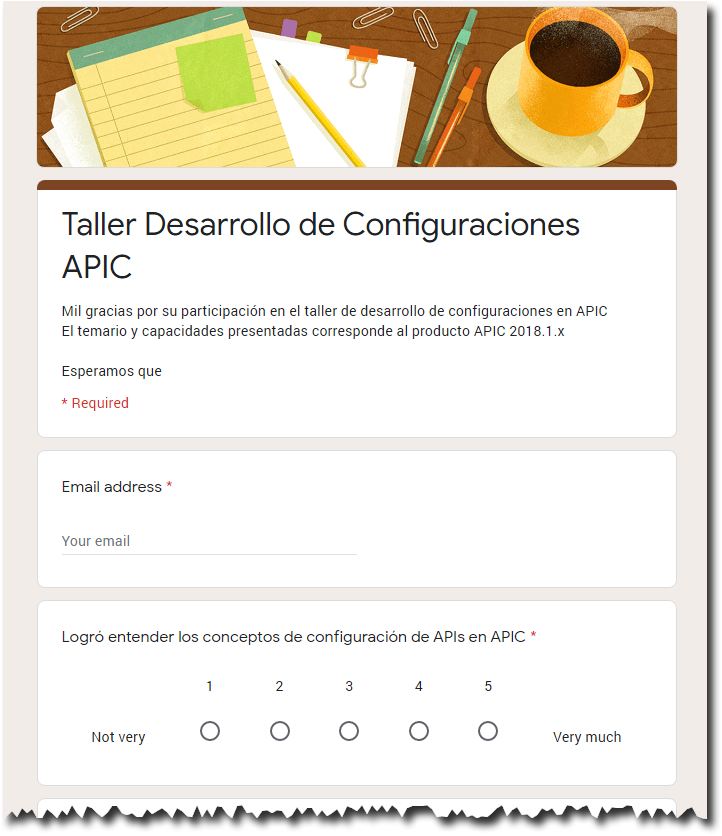 Taller Desarrollo de Configuraciones
APIC
Mil gracias por su participación en el taller de desarrollo de configuraciones en APIC
El temario y capacidades presentadas corresponde al producto APIC 2018.1.x
Esperamos que
* Required
Email address *
Your email
Logró entender los conceptos de configuración de APIs en APIC *
1 2 3 4 5
Not very Very much